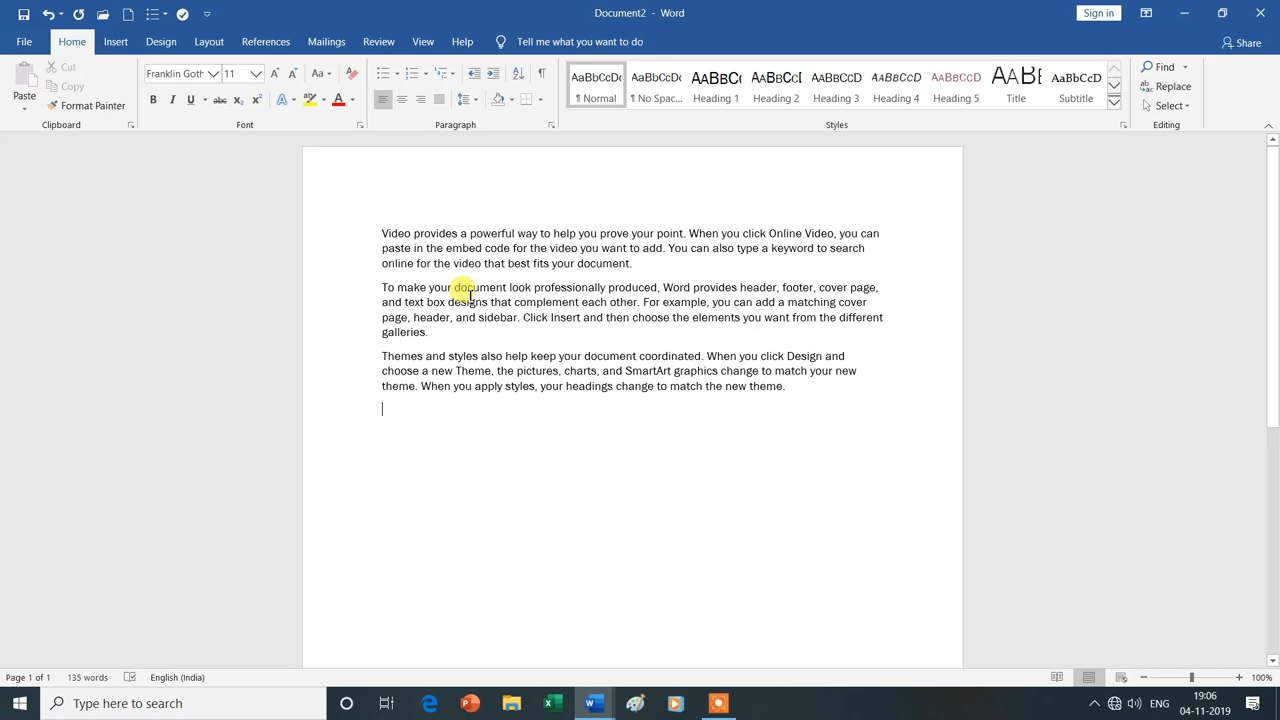 Document2 - Word
Sign in
File Home Insert Design Layout References Mailings Review View Help Tell me what you want to do Share
Paste
Cut
Copy
Format Painter
Clipboard
Franklin Goth 11
Font
Paragraph
AaBbCcDc AaBbCcDc AaBbCc AaBbCcI AaBbCcD AaBbCcD AaBbCcD AaBb AaBbCcD
¶ Normal ¶ No Spac... Heading 1 Heading 2 Heading 3 Heading 4 Heading 5 Title Subtitle
Styles
Find
Replace
Select
Editing
Video provides a powerful way to help you prove your point. When you click Online Video, you can
paste in the embed code for the video you want to add. You can also type a keyword to search
online for the video that best fits your document.
To make your document look professionally produced, Word provides header, footer, cover page,
and text box designs that complement each other. For example, you can add a matching cover
page, header, and sidebar. Click Insert and then choose the elements you want from the different
galleries.
Themes and styles also help keep your document coordinated. When you click Design and
choose a new Theme, the pictures, charts, and SmartArt graphics change to match your new
theme. When you apply styles, your headings change to match the new theme.
Page 1 of 1 135 words English (India) 100%
Type here to search
ENG
19:06
04-11-2019